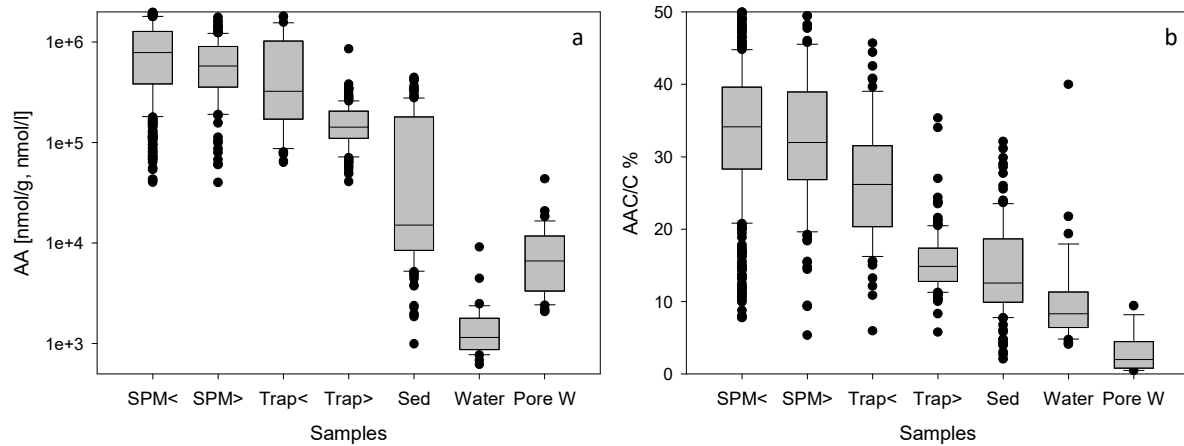 a
AA [nmol/g, nmol/l]
1e+6
1e+5
1e+4
1e+3
SPM< SPM> Trap< Trap> Sed Water Pore W
Samples
b
AAC/C %
50
40
30
20
10
0
SPM< SPM> Trap< Trap> Sed Water Pore W
Samples